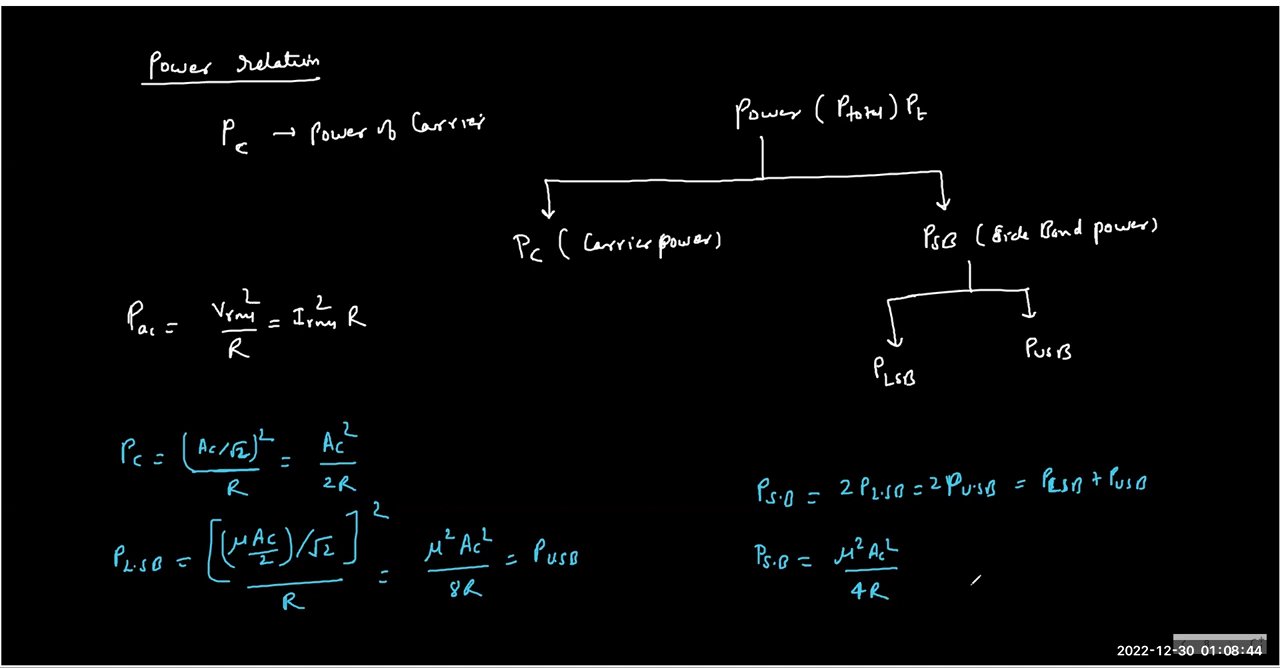 Power relation
Pc → Power of Carrier
Power (Ptotal) Pt
Pc (Carrier power)
PSB (Side Band power)
PLSB
PUSB
Pac = Vrms²/R = Irms² R
Pc = (Ac/√2)²/R = Ac²/2R
PL.SB = [(μAc/2)/√2]²/R = μ²Ac²/8R = PUSB
PS.B = 2PL.SB = 2PU.SB = PLSB + PUSB
PS.B = μ²Ac²/4R
2022-12-30 01:08:44